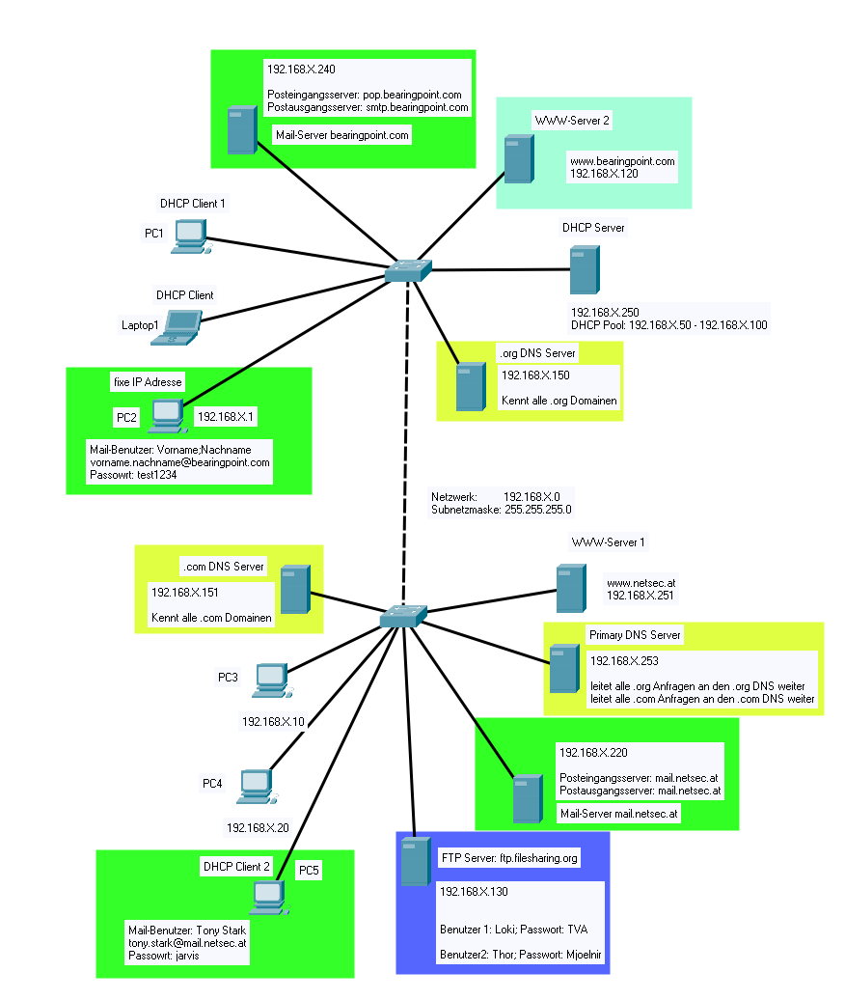 192.168.X.240
Posteingangsserver: pop.bearingpoint.com
Postausgangsserver: smtp.bearingpoint.com
Mail-Server bearingpoint.com
WWW-Server 2
www.bearingpoint.com
192.168.X.120
DHCP Client 1
PC1
DHCP Server
192.168.X.250
DHCP Pool: 192.168.X.50 - 192.168.X.100
DHCP Client
Laptop1
.org DNS Server
192.168.X.150
Kennt alle .org Domainen
fixe IP Adresse
PC2
192.168.X.1
Mail-Benutzer: Vorname;Nachname
vorname.nachname@bearingpoint.com
Passowrt: test1234
Netzwerk: 192.168.X.0
Subnetzmaske: 255.255.255.0
WWW-Server 1
www.netsec.at
192.168.X.251
.com DNS Server
192.168.X.151
Kennt alle .com Domainen
Primary DNS Server
192.168.X.253
leitet alle .org Anfragen an den .org DNS weiter
leitet alle .com Anfragen an den .com DNS weiter
PC3
192.168.X.10
192.168.X.220
Posteingangsserver: mail.netsec.at
Postausgangsserver: mail.netsec.at
Mail-Server mail.netsec.at
PC4
192.168.X.20
DHCP Client 2
PC5
Mail-Benutzer: Tony Stark
tony.stark@mail.netsec.at
Passowrt: jarvis
FTP Server: ftp.filesharing.org
192.168.X.130
Benutzer 1: Loki; Passwort: TVA
Benutzer2: Thor; Passwort: Mjoelnir